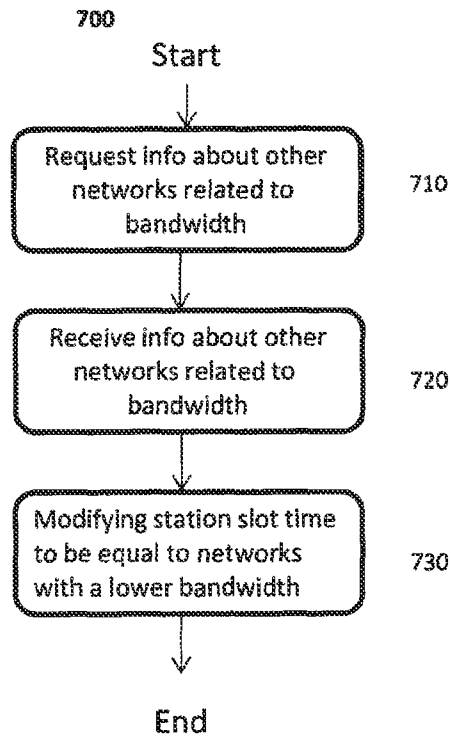 700
Start
Request info about other
networks related to
bandwidth
710
Receive info about other
networks related to
bandwidth
720
Modifying station slot time
to be equal to networks
with a lower bandwidth
730
End